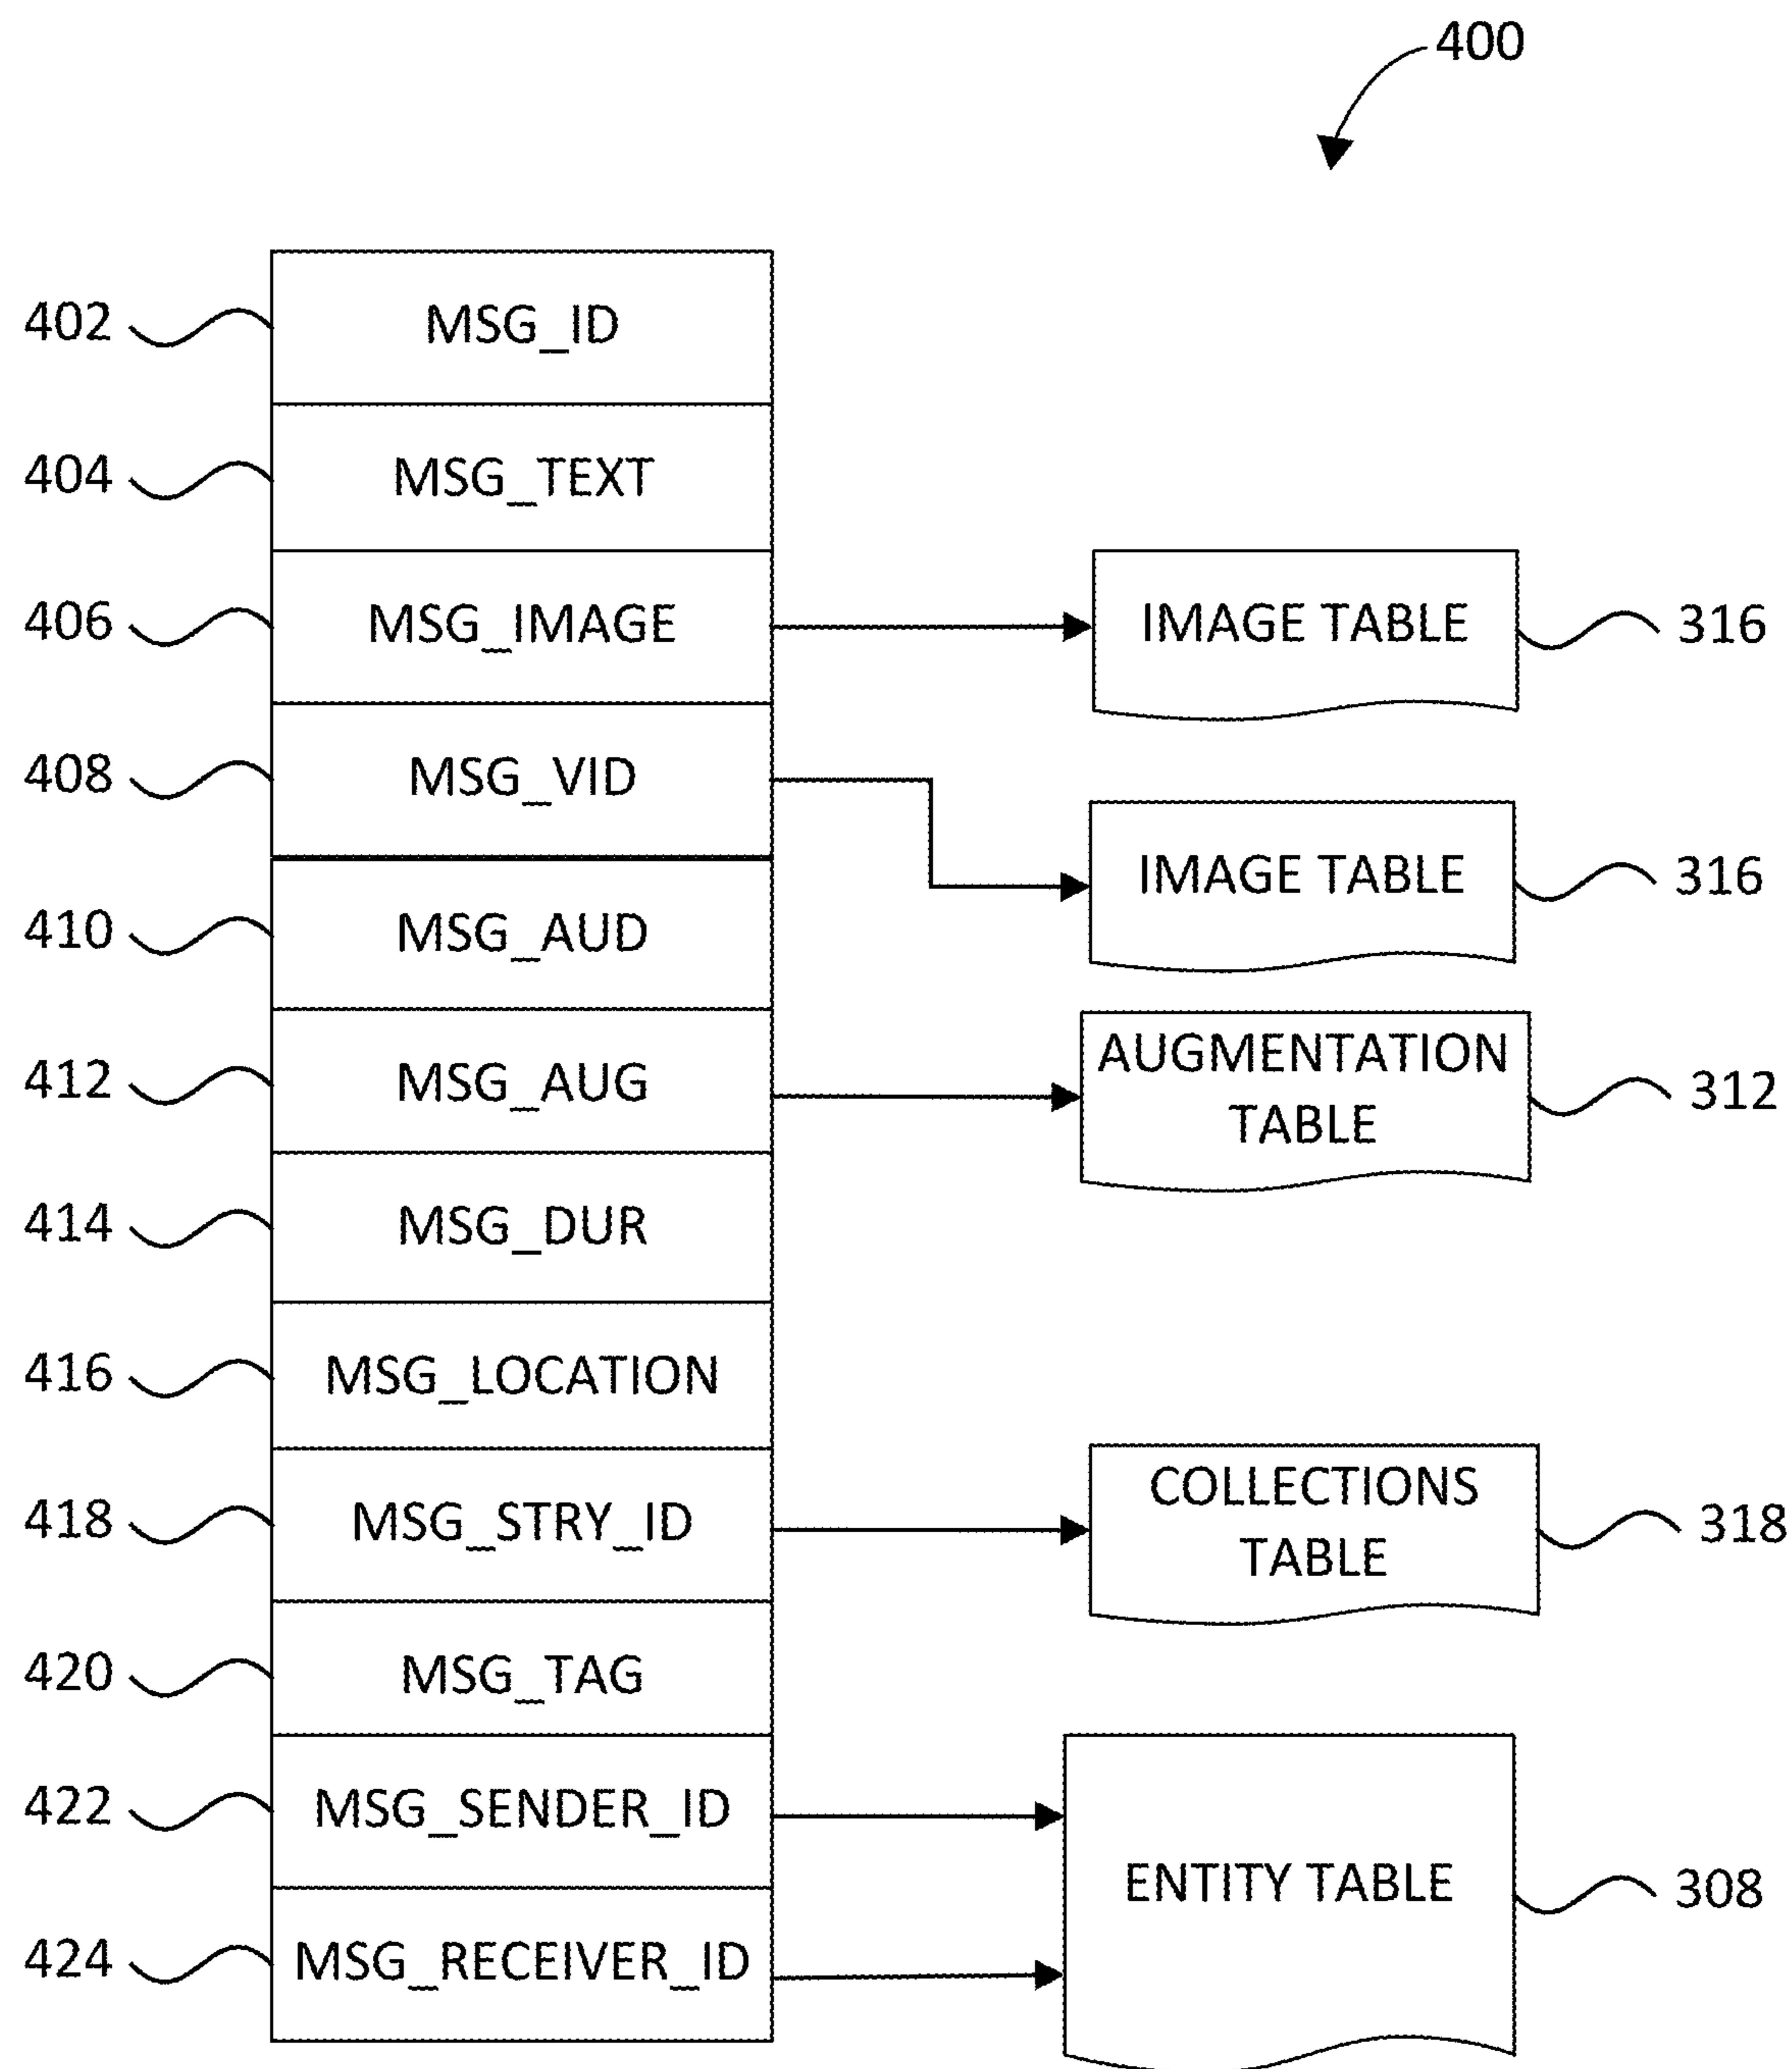 400
402 MSG_ID
404 MSG_TEXT
406 MSG_IMAGE IMAGE TABLE 316
408 MSG_VID IMAGE TABLE 316
410 MSG_AUD
412 MSG_AUG AUGMENTATION TABLE 312
414 MSG_DUR
416 MSG_LOCATION
418 MSG_STRY_ID COLLECTIONS TABLE 318
420 MSG_TAG
422 MSG_SENDER_ID ENTITY TABLE 308
424 MSG_RECEIVER_ID